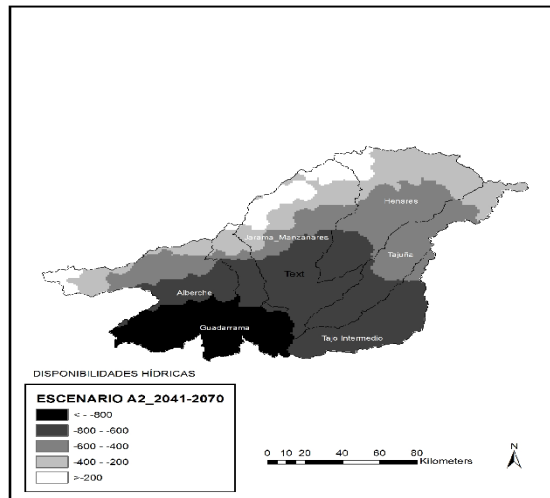 Henares
Jarama_Manzanares
Tajuña
Text
Alberche
Guadarrama
Tajo Intermedio
DISPONIBILIDADES HÍDRICAS
ESCENARIO A2_2041-2070
< - -800
-800 - -600
-600 - -400
-400 - -200
>-200
0 10 20 40 60 80
Kilometers
N